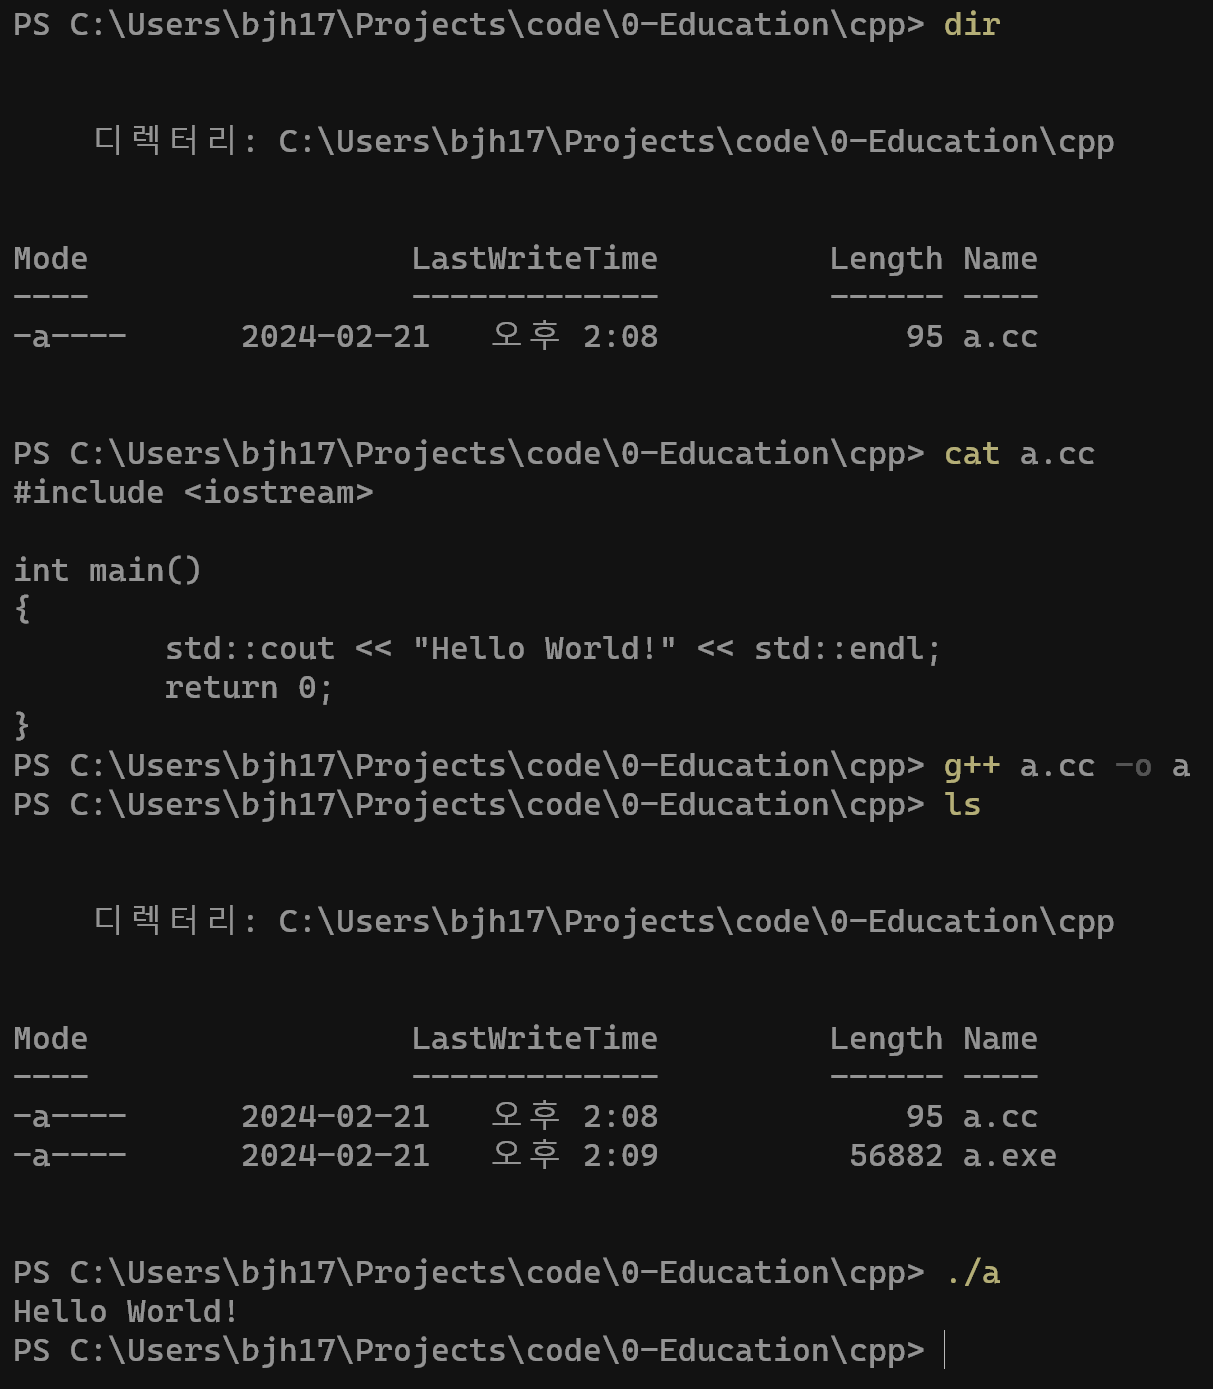 PS C:\Users\bjh17\Projects\code\0-Education\cpp> dir
디렉터리: C:\Users\bjh17\Projects\code\0-Education\cpp
Mode                 LastWriteTime         Length Name
----                 -------------         ------ ----
-a----      2024-02-21   오후 2:08             95 a.cc
PS C:\Users\bjh17\Projects\code\0-Education\cpp> cat a.cc
#include <iostream>
int main()
{
        std::cout << "Hello World!" << std::endl;
        return 0;
}
PS C:\Users\bjh17\Projects\code\0-Education\cpp> g++ a.cc -o a
PS C:\Users\bjh17\Projects\code\0-Education\cpp> ls
디렉터리: C:\Users\bjh17\Projects\code\0-Education\cpp
Mode                 LastWriteTime         Length Name
----                 -------------         ------ ----
-a----      2024-02-21   오후 2:08             95 a.cc
-a----      2024-02-21   오후 2:09          56882 a.exe
PS C:\Users\bjh17\Projects\code\0-Education\cpp> ./a
Hello World!
PS C:\Users\bjh17\Projects\code\0-Education\cpp>